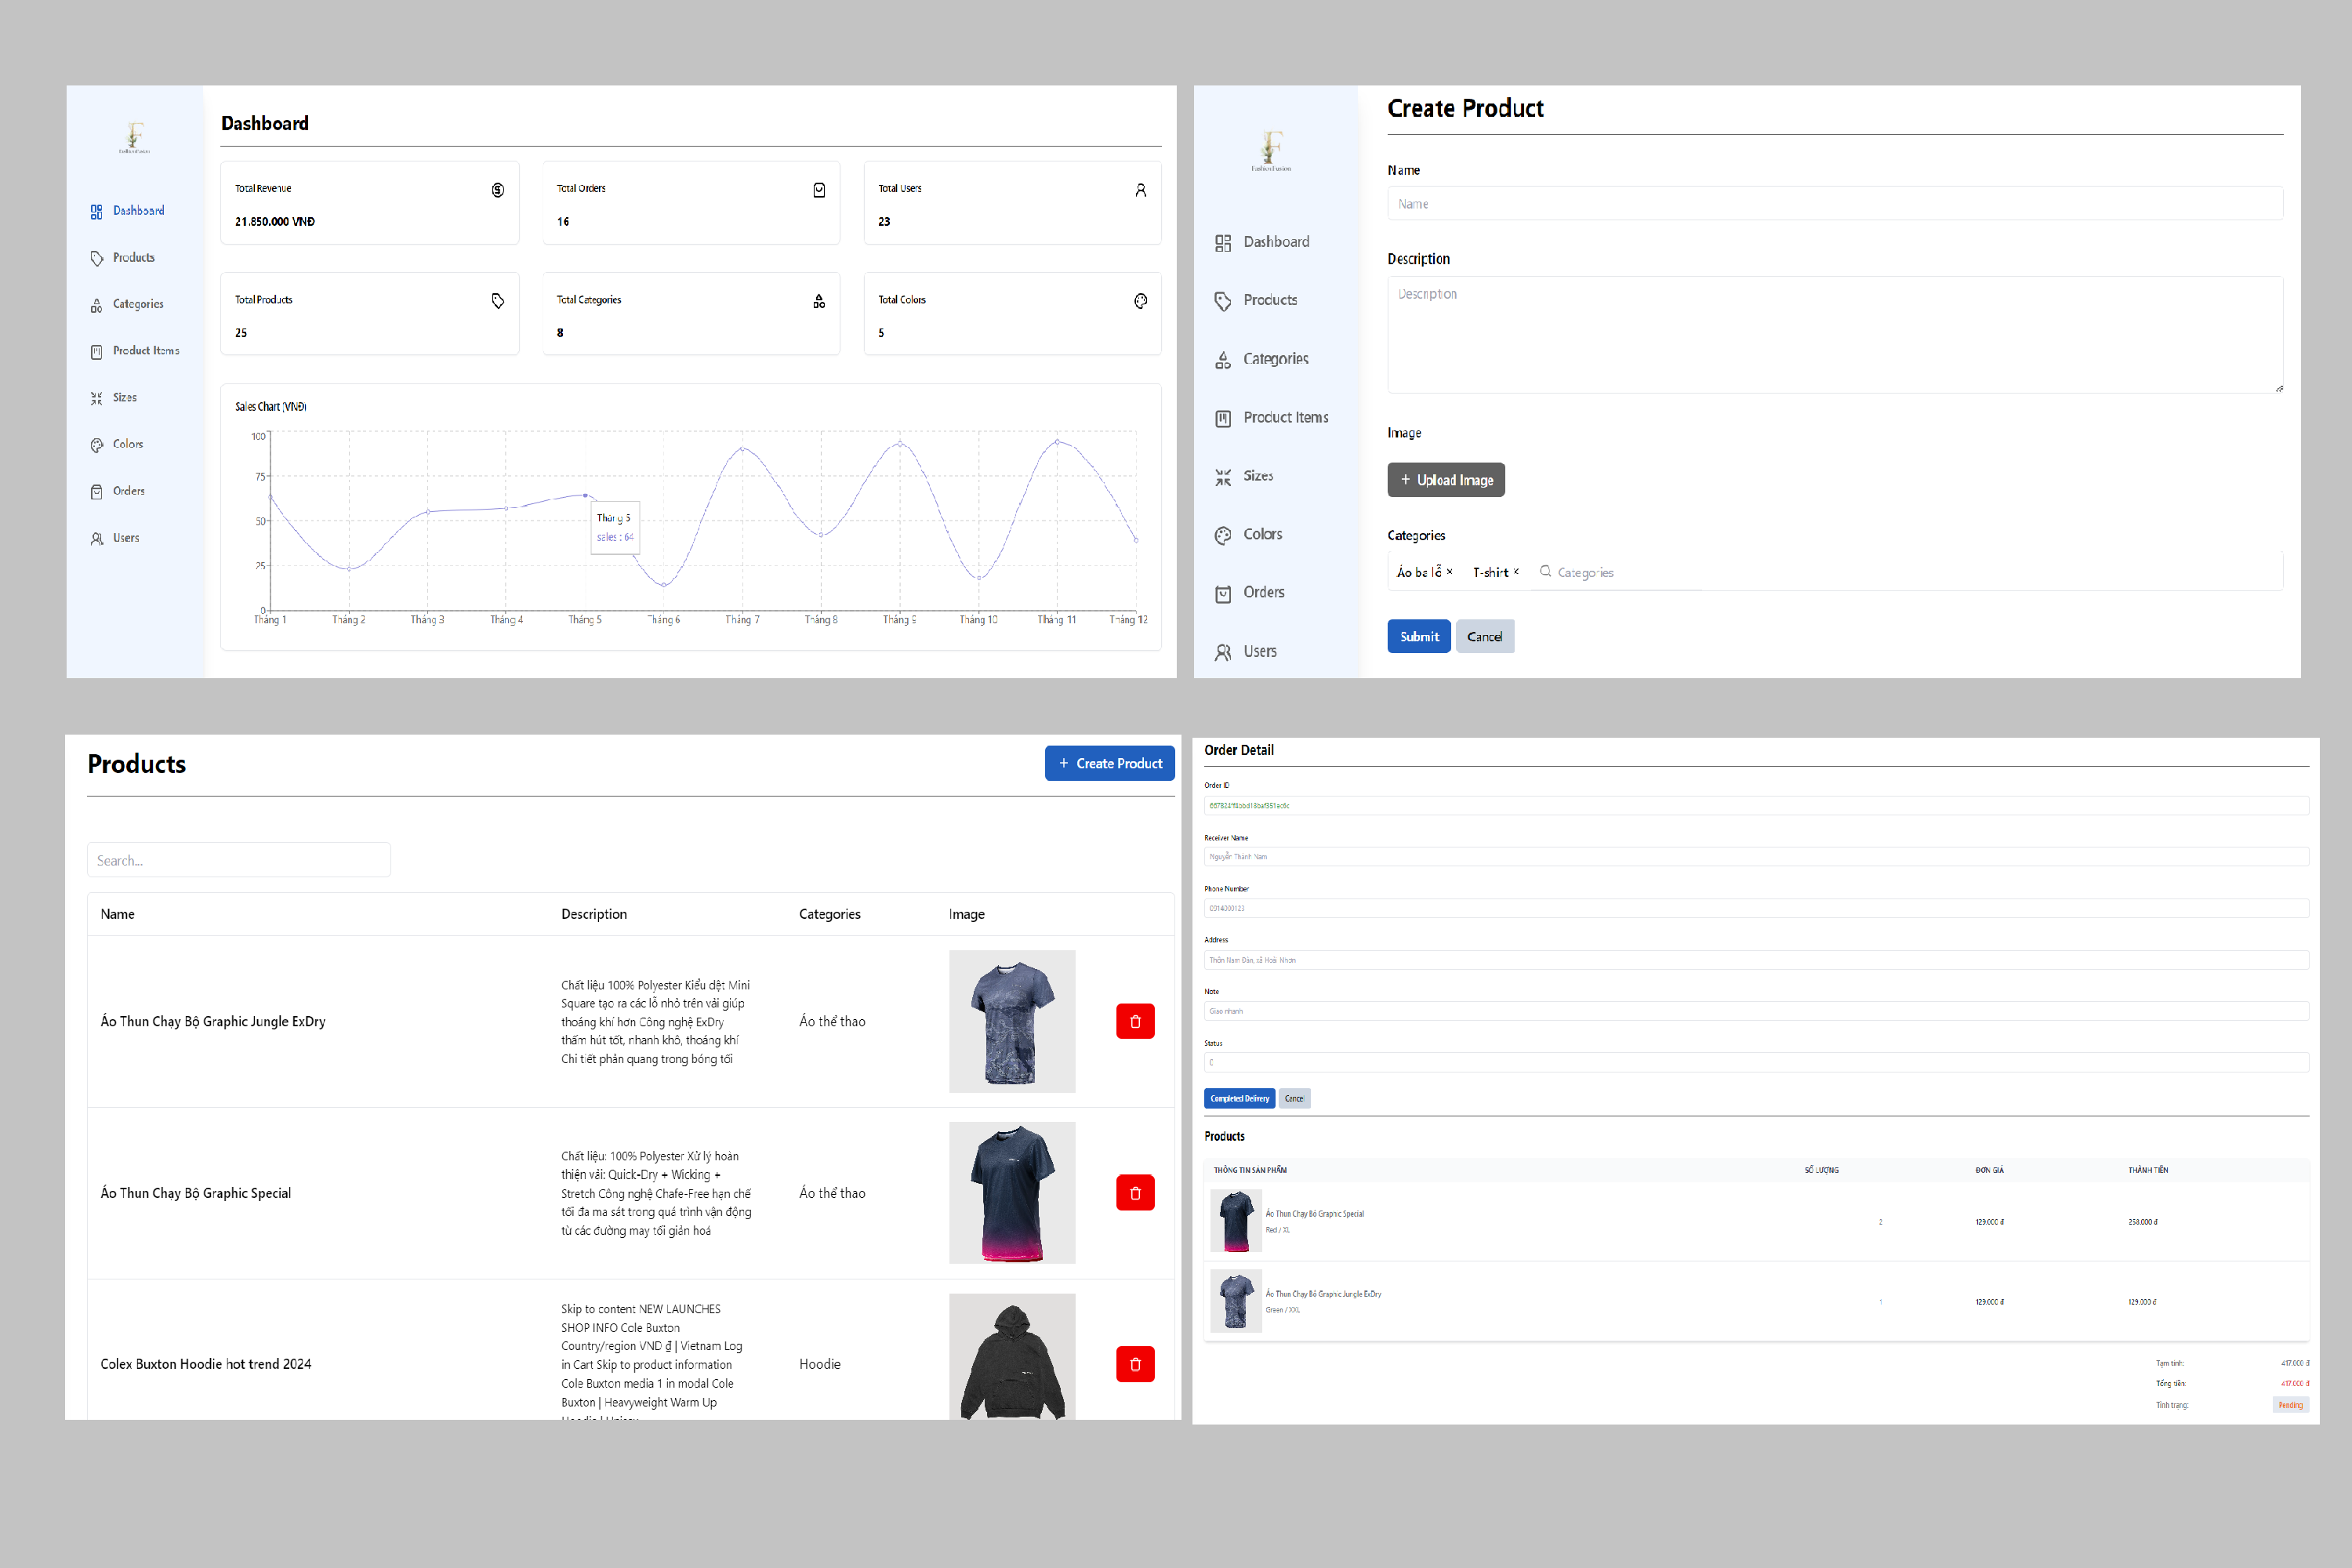 Fashion Fusion
Dashboard
Products
Categories
Product Items
Sizes
Colors
Orders
Users
Dashboard
Total Revenue
21.850.000 VNĐ
Total Orders
16
Total Users
23
Total Products
25
Total Categories
8
Total Colors
5
Sales Chart (VNĐ)
100
75
50
25
0
Tháng 5
sales : 64
Tháng 1 Tháng 2 Tháng 3 Tháng 4 Tháng 5 Tháng 6 Tháng 7 Tháng 8 Tháng 9 Tháng 10 Tháng 11 Tháng 12
Fashion Fusion
Dashboard
Products
Categories
Product Items
Sizes
Colors
Orders
Users
Create Product
Name
Name
Description
Description
Image
+ Upload Image
Categories
Áo ba lỗ × T-shirt × Categories
Submit Cancel
Products
+ Create Product
Search...
Name Description Categories Image
Áo Thun Chạy Bộ Graphic Jungle ExDry
Chất liệu 100% Polyester Kiểu dệt Mini
Square tạo ra các lỗ nhỏ trên vải giúp
thoáng khí hơn Công nghệ ExDry
thấm hút tốt, nhanh khô, thoáng khí
Chi tiết phản quang trong bóng tối
Áo thể thao
Áo Thun Chạy Bộ Graphic Special
Chất liệu: 100% Polyester Xử lý hoàn
thiện vải: Quick-Dry + Wicking +
Stretch Công nghệ Chafe-Free hạn chế
tối đa ma sát trong quá trình vận động
từ các đường may tối giản hoá
Áo thể thao
Colex Buxton Hoodie hot trend 2024
Skip to content NEW LAUNCHES
SHOP INFO Cole Buxton
Country/region VND ₫ | Vietnam Log
in Cart Skip to product information
Cole Buxton media 1 in modal Cole
Buxton | Heavyweight Warm Up
Hoodie
Order Detail
Order ID
Receiver Name
Nguyễn Thành Nam
Phone Number
Address
Thôn Nam Đàn, xã Hoài Nhơn
Note
Giao nhanh
Status
Completed Delivery Cancel
Products
THÔNG TIN SẢN PHẨM SỐ LƯỢNG ĐƠN GIÁ THÀNH TIỀN
Áo Thun Chạy Bộ Graphic Special
Red / XL
2 129.000 đ 258.000 đ
Áo Thun Chạy Bộ Graphic Jungle ExDry
Green / XXL
1 129.000 đ 129.000 đ
Tạm tính: 417.000 đ
Tổng tiền: 417.000 đ
Tình trạng: Pending